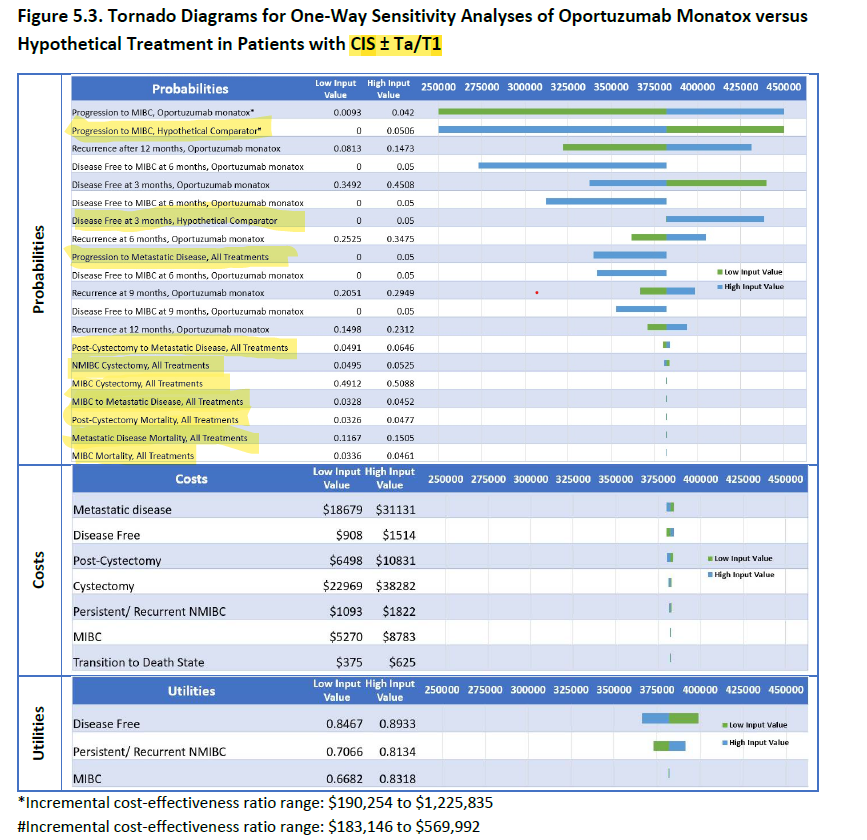 Figure 5.3. Tornado Diagrams for One-Way Sensitivity Analyses of Oportuzumab Monatox versus
Hypothetical Treatment in Patients with CIS ± Ta/T1
Probabilities Low Input Value High Input Value 250000 275000 300000 325000 350000 375000 400000 425000 450000
Progression to MIBC, Oportuzumab monatox* 0.0093 0.042
Progression to MIBC, Hypothetical Comparator# 0 0.0506
Recurrence after 12 months, Oportuzumab monatox 0.0813 0.1473
Disease Free to MIBC at 6 months, Oportuzumab monatox 0 0.05
Disease Free at 3 months, Oportuzumab monatox 0.3492 0.4508
Disease Free to MIBC at 6 months, Oportuzumab monatox 0 0.05
Disease Free at 3 months, Hypothetical Comparator 0 0.05
Recurrence at 6 months, Oportuzumab monatox 0.2525 0.3475
Progression to Metastatic Disease, All Treatments 0 0.05
Disease Free to MIBC at 6 months, Oportuzumab monatox 0 0.05
Low Input Value
High Input Value
Recurrence at 9 months, Oportuzumab monatox 0.2051 0.2949
Disease Free to MIBC at 9 months, Oportuzumab monatox 0 0.05
Recurrence at 12 months, Oportuzumab monatox 0.1498 0.2312
Post-Cystectomy to Metastatic Disease, All Treatments 0.0491 0.0646
NMIBC Cystectomy, All Treatments 0.0495 0.0525
MIBC Cystectomy, All Treatments 0.4912 0.5088
MIBC to Metastatic Disease, All Treatments 0.0328 0.0452
Post-Cystectomy Mortality, All Treatments 0.0326 0.0477
Metastatic Disease Mortality, All Treatments 0.1167 0.1505
MIBC Mortality, All Treatments 0.0336 0.0461
Probabilities
Costs Low Input Value High Input Value 250000 275000 300000 325000 350000 375000 400000 425000 450000
Metastatic disease $18679 $31131
Disease Free $908 $1514
Post-Cystectomy $6498 $10831
Low Input Value
High Input Value
Cystectomy $22969 $38282
Persistent/ Recurrent NMIBC $1093 $1822
MIBC $5270 $8783
Transition to Death State $375 $625
Costs
Utilities Low Input Value High Input Value 250000 275000 300000 325000 350000 375000 400000 425000 450000
Disease Free 0.8467 0.8933
Low Input Value
High Input Value
Persistent/ Recurrent NMIBC 0.7066 0.8134
MIBC 0.6682 0.8318
Utilities
*Incremental cost-effectiveness ratio range: $190,254 to $1,225,835
#Incremental cost-effectiveness ratio range: $183,146 to $569,992